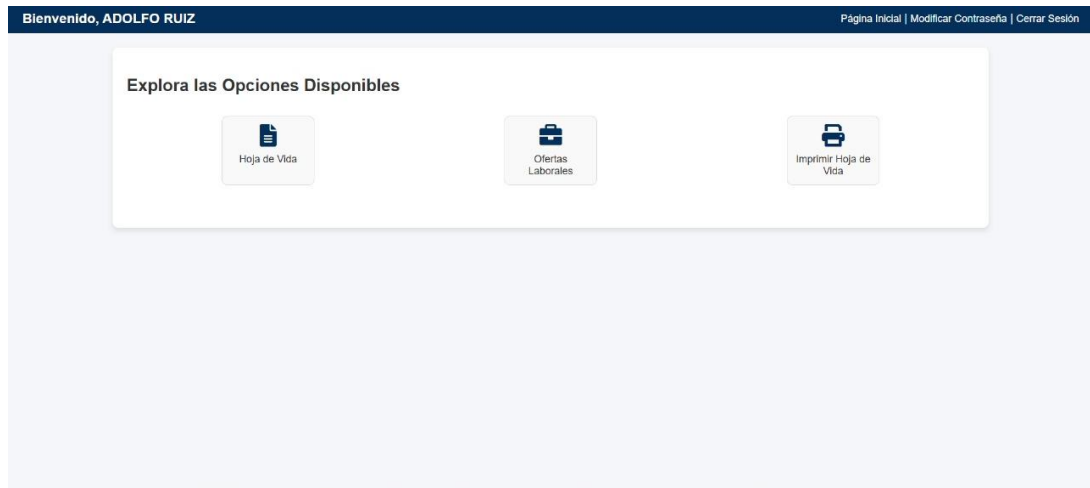 Bienvenido, ADOLFO RUIZ
Página Inicial | Modificar Contraseña | Cerrar Sesión
Explora las Opciones Disponibles
Hoja de Vida
Ofertas
Laborales
Imprimir Hoja de
Vida